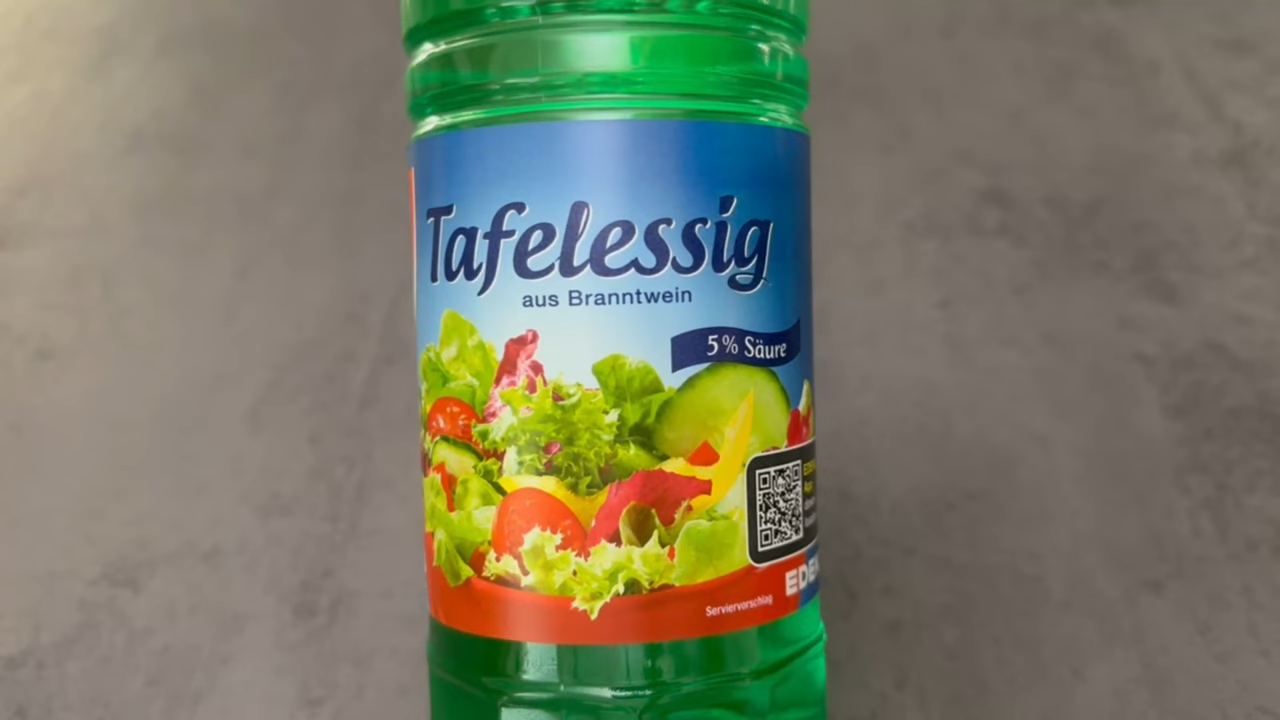 Tafelessig
aus Branntwein
5% Säure
Serviervorschlag